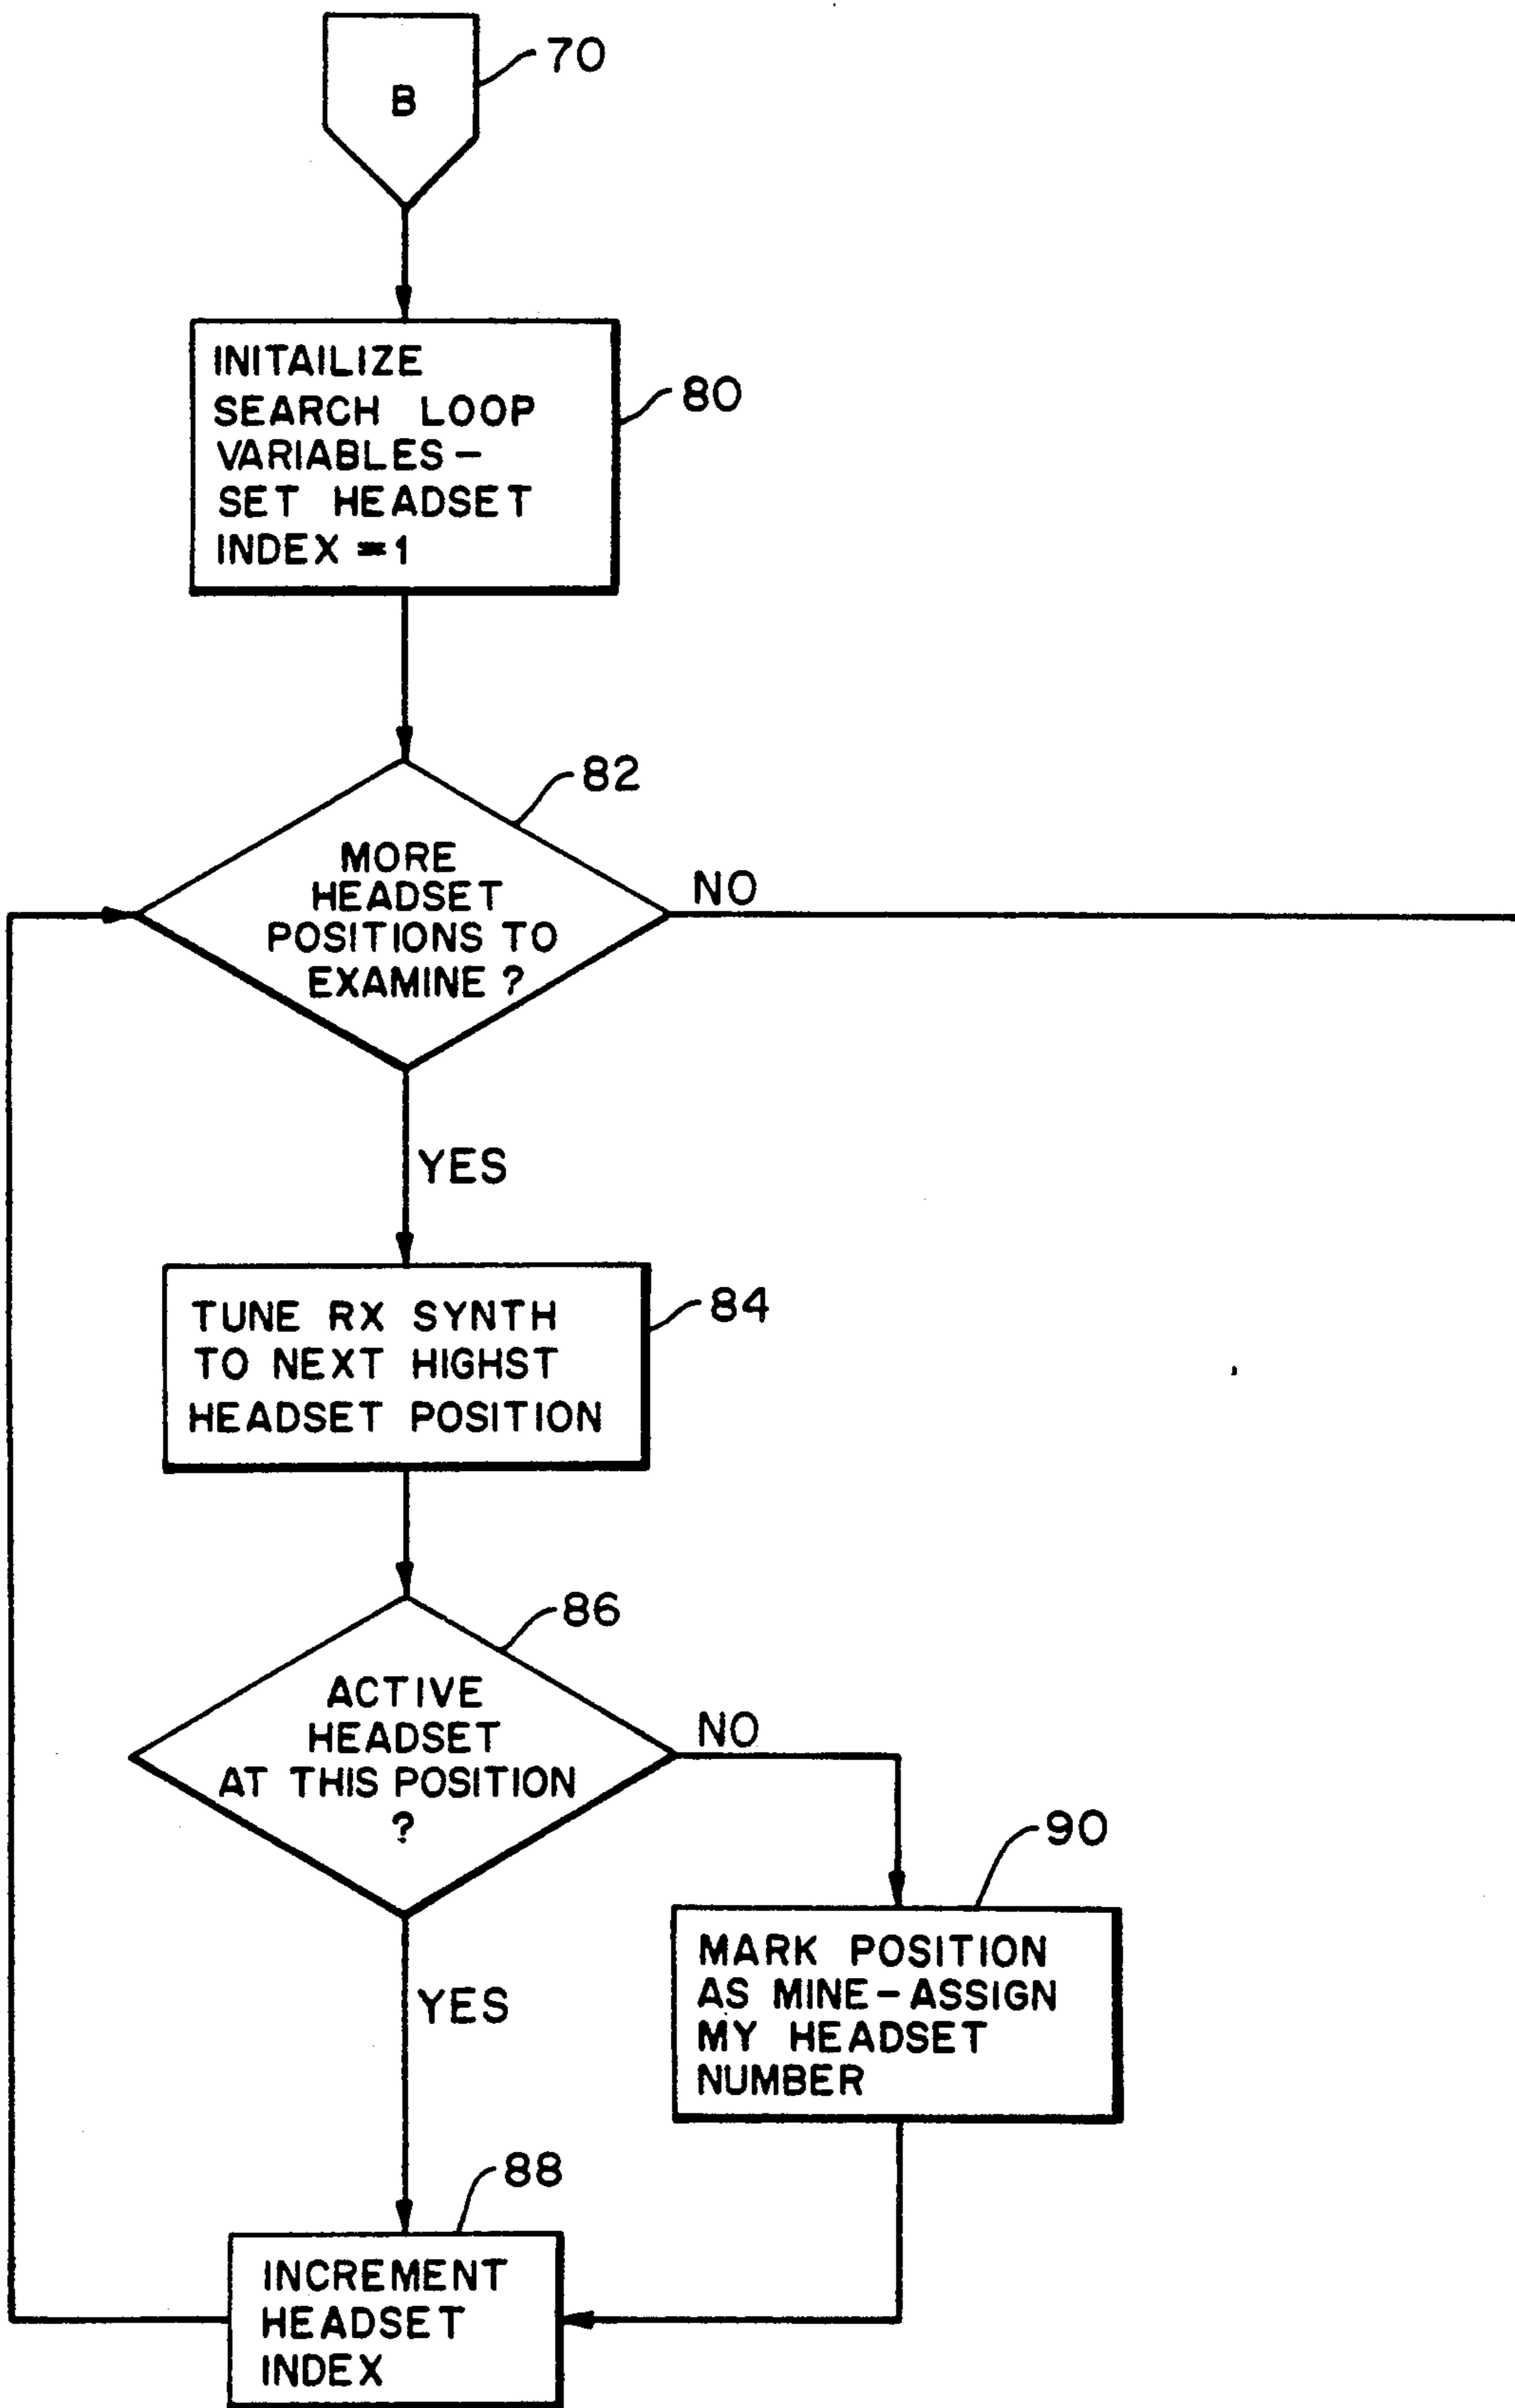 70
B
INITAILIZE
SEARCH LOOP
VARIABLES-
SET HEADSET
INDEX = 1
80
82
MORE
HEADSET
POSITIONS TO
EXAMINE ?
NO
YES
TUNE RX SYNTH
TO NEXT HIGHST
HEADSET POSITION
84
86
ACTIVE
HEADSET
AT THIS POSITION
?
NO
YES
90
MARK POSITION
AS MINE-ASSIGN
MY HEADSET
NUMBER
88
INCREMENT
HEADSET
INDEX